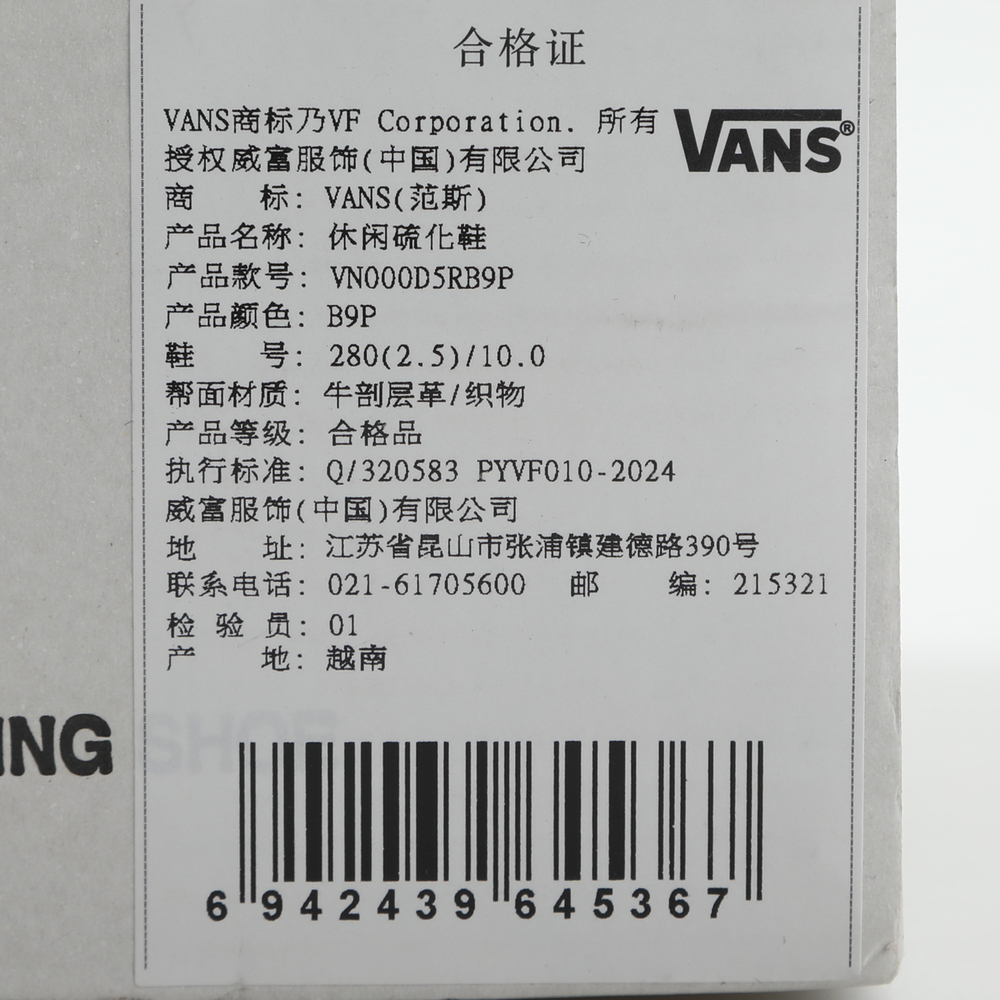 合格证
VANS商标乃VF Corporation. 所有
VANS®
授权威富服饰(中国)有限公司
商 标: VANS(范斯)
产品名称: 休闲硫化鞋
产品款号: VN000D5RB9P
产品颜色: B9P
鞋 号: 280(2.5)/10.0
帮面材质: 牛剖层革/织物
产品等级: 合格品
执行标准: Q/320583 PYVF010-2024
威富服饰(中国)有限公司
地 址: 江苏省昆山市张浦镇建德路390号
联系电话: 021-61705600 邮 编: 215321
检 验 员: 01
产 地: 越南
ING SHOE
6 942439 645367